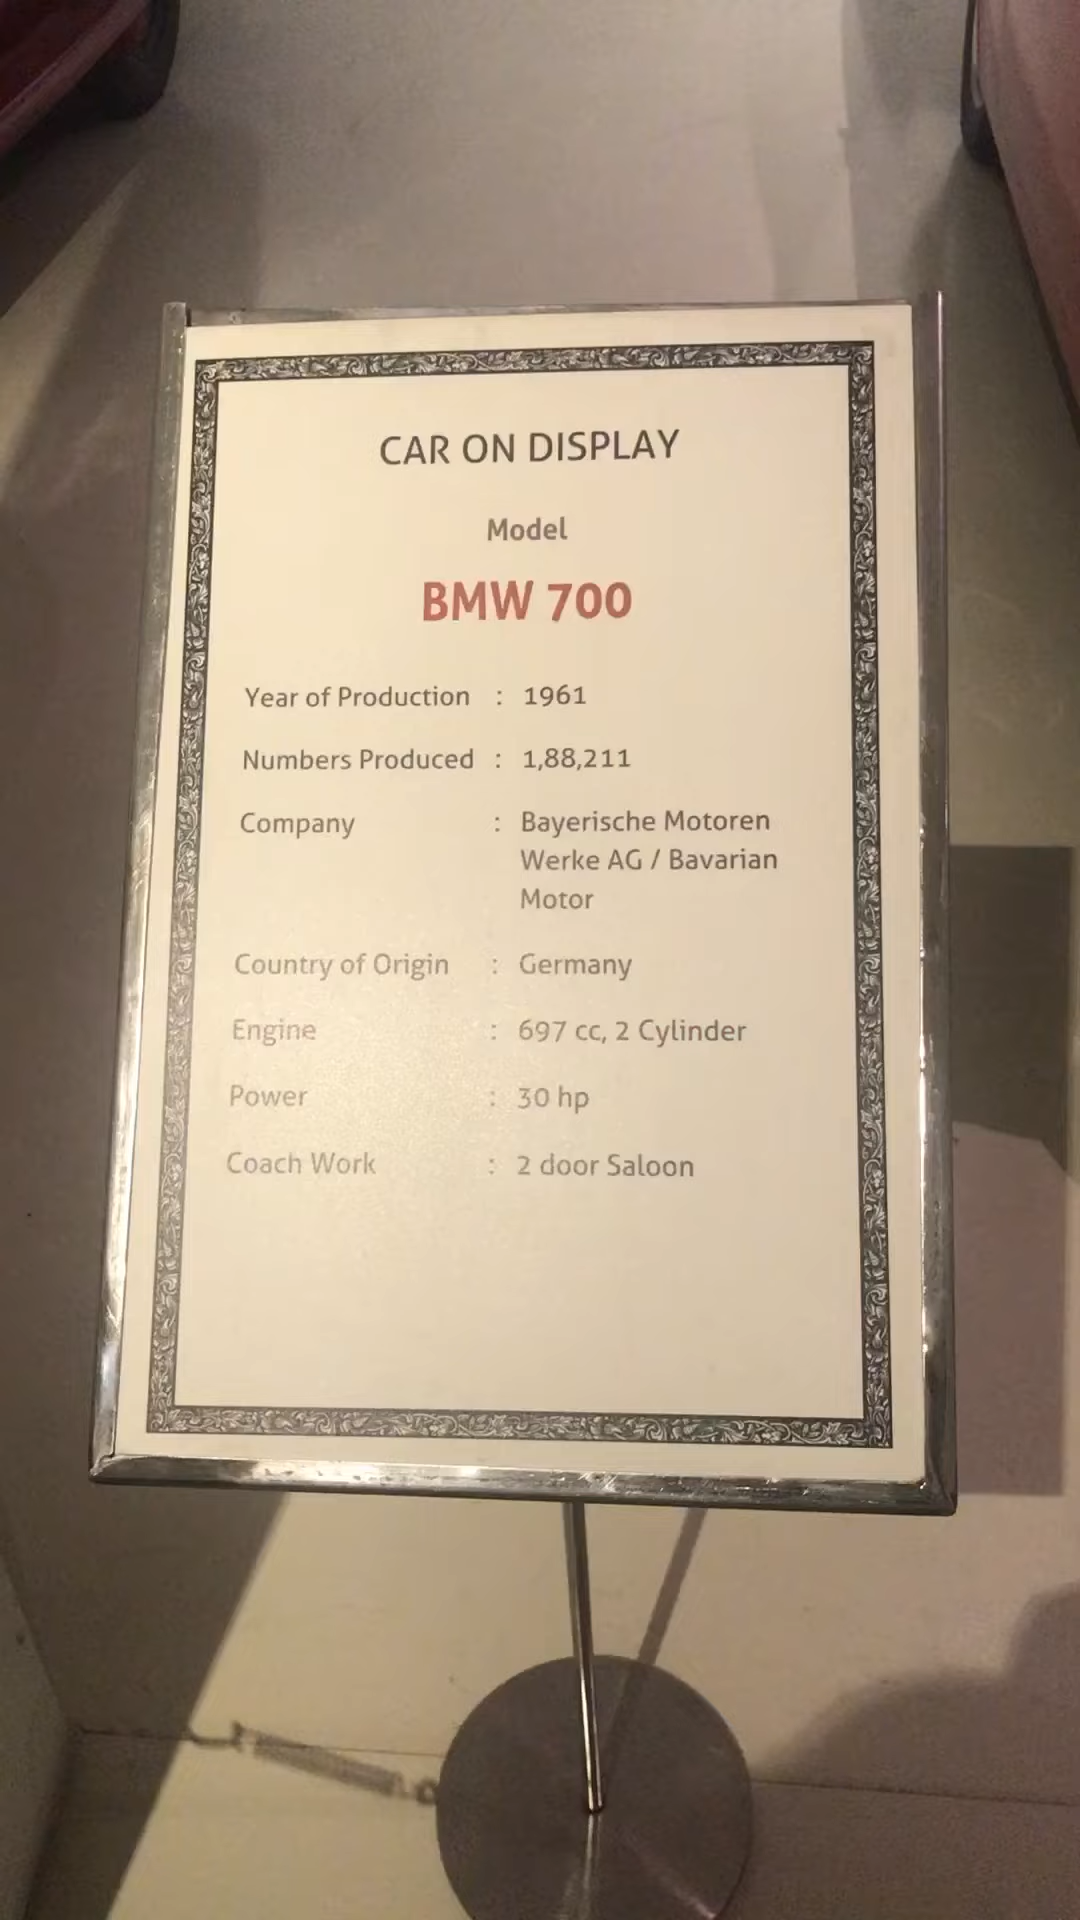 CAR ON DISPLAY
Model
BMW 700
Year of Production : 1961
Numbers Produced : 1,88,211
Company : Bayerische Motoren
Werke AG / Bavarian
Motor
Country of Origin : Germany
Engine : 697 cc, 2 Cylinder
Power : 30 hp
Coach Work : 2 door Saloon